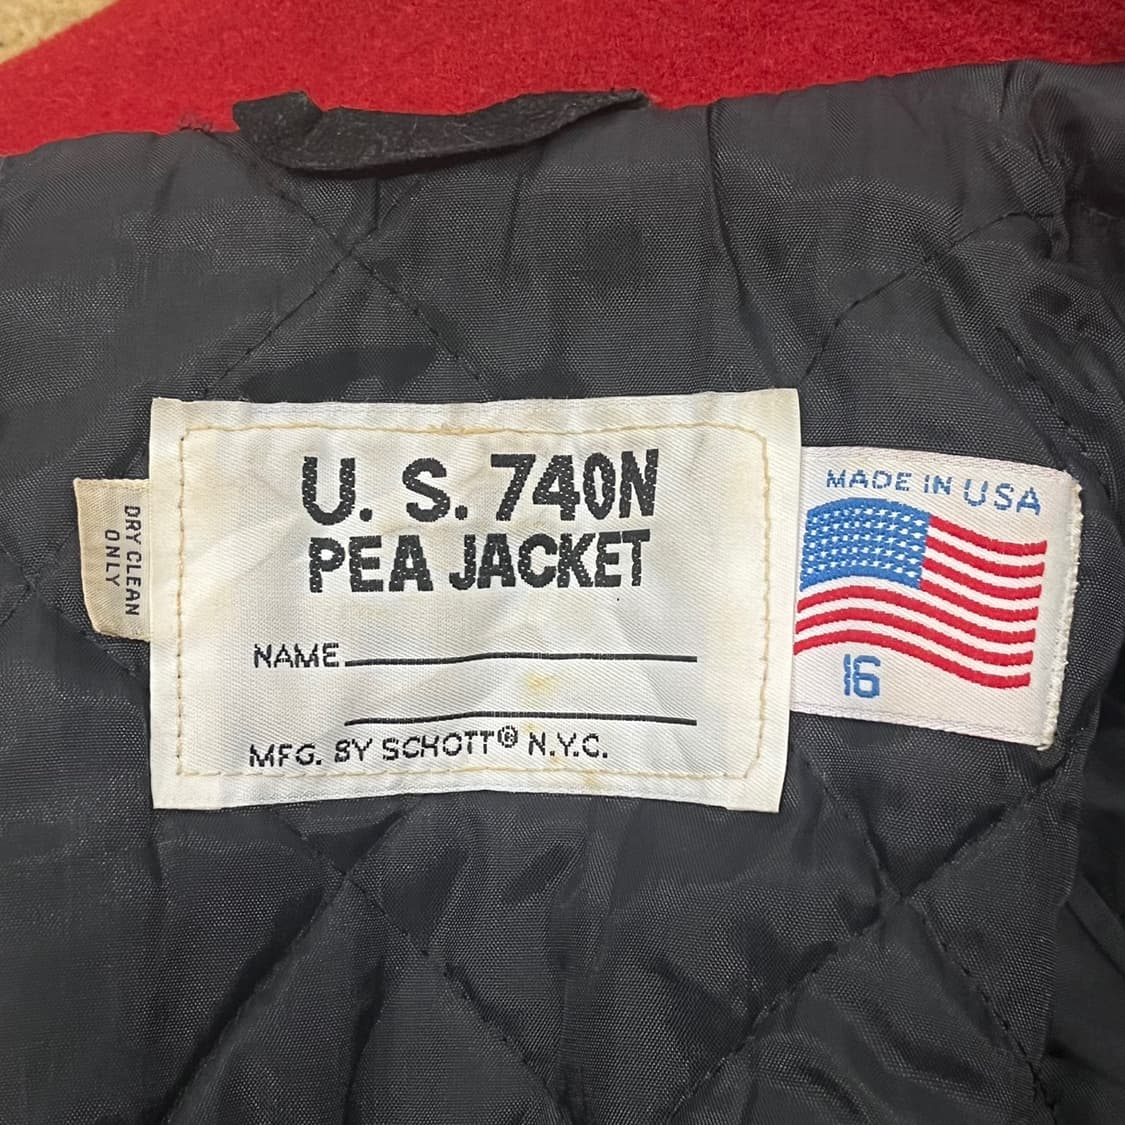 U. S. 740N
PEA JACKET
NAME
MFG. BY SCHOTT® N.Y.C.
DRY CLEAN
ONLY
MADE IN USA
16